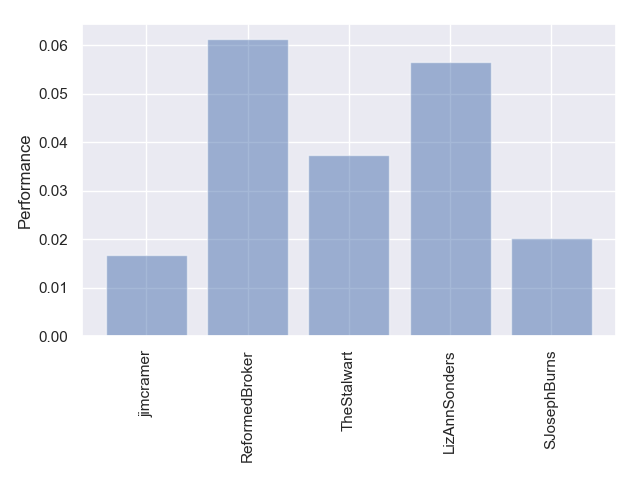 0.06
0.05
0.04
0.03
0.02
0.01
0.00
Performance
jimcramer
ReformedBroker
TheStalwart
LizAnnSonders
SJosephBurns